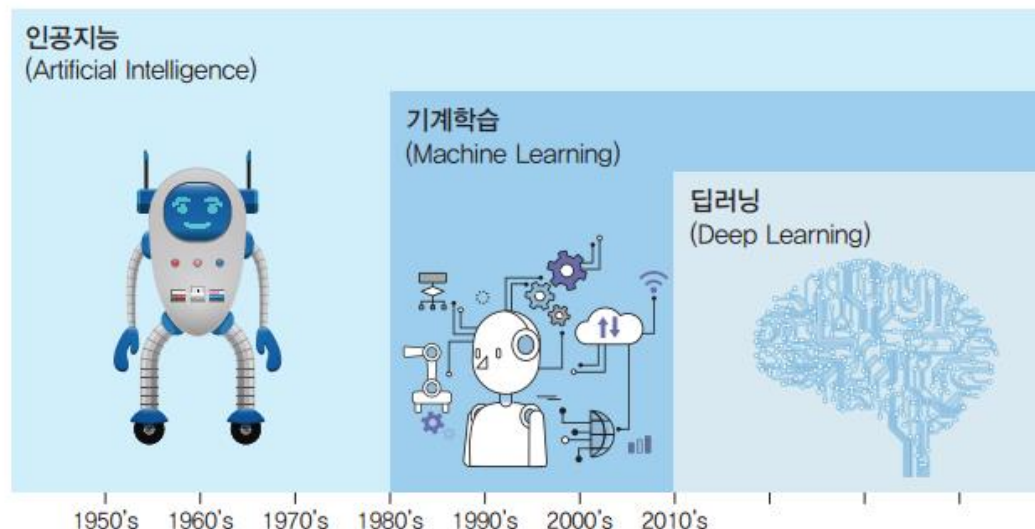 인공지능
(Artificial Intelligence)
기계학습
(Machine Learning)
딥러닝
(Deep Learning)
1950's 1960's 1970's 1980's 1990's 2000's 2010's